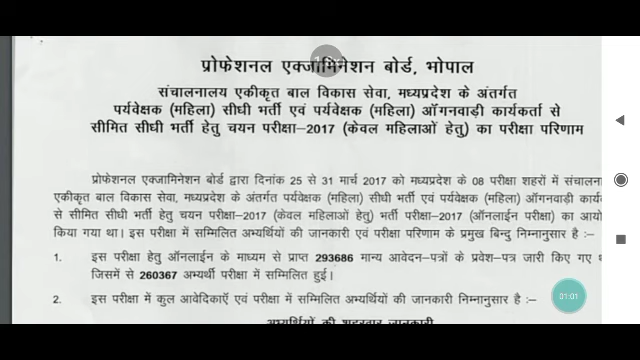 प्रोफेशनल एक्जामिनेशन बोर्ड, भोपाल
संचालनालय एकीकृत बाल विकास सेवा, मध्यप्रदेश के अंतर्गत
पर्यवेक्षक (महिला) सीधी भर्ती एवं पर्यवेक्षक (महिला) ऑगनवाड़ी कार्यकर्ता से
सीमित सीधी भर्ती हेतु चयन परीक्षा–2017 (केवल महिलाओं हेतु) का परीक्षा परिणाम
प्रोफेशनल एक्जामिनेशन बोर्ड द्वारा दिनांक 25 से 31 मार्च 2017 को मध्यप्रदेश के 08 परीक्षा शहरों में
एकीकृत बाल विकास सेवा, मध्यप्रदेश के अंतर्गत पर्यवेक्षक (महिला) सीधी भर्ती एवं पर्यवेक्षक (महिला) ऑगनवाड़ी
से सीमित सीधी भर्ती हेतु चयन परीक्षा–2017 (केवल महिलाओं हेतु) भर्ती परीक्षा–2017 (ऑनलाईन परीक्षा) का
किया गया था। इस परीक्षा में सम्मिलित अभ्यर्थियों की जानकारी एवं परीक्षा परिणाम के प्रमुख बिन्दु निम्नानुसार है :–
1. इस परीक्षा हेतु ऑनलाईन के माध्यम से प्राप्त 293686 मान्य आवेदन–पत्रों के प्रवेश–पत्र जारी किए गए
जिसमें से 260367 अभ्यर्थी परीक्षा में सम्मिलित हुई।
2. इस परीक्षा में कुल आवेदिकाऍ एवं परीक्षा में सम्मिलित अभ्यर्थियों की जानकारी निम्नानुसार है :–
01:01
अभ्यर्थियों की शहरवार जानकारी